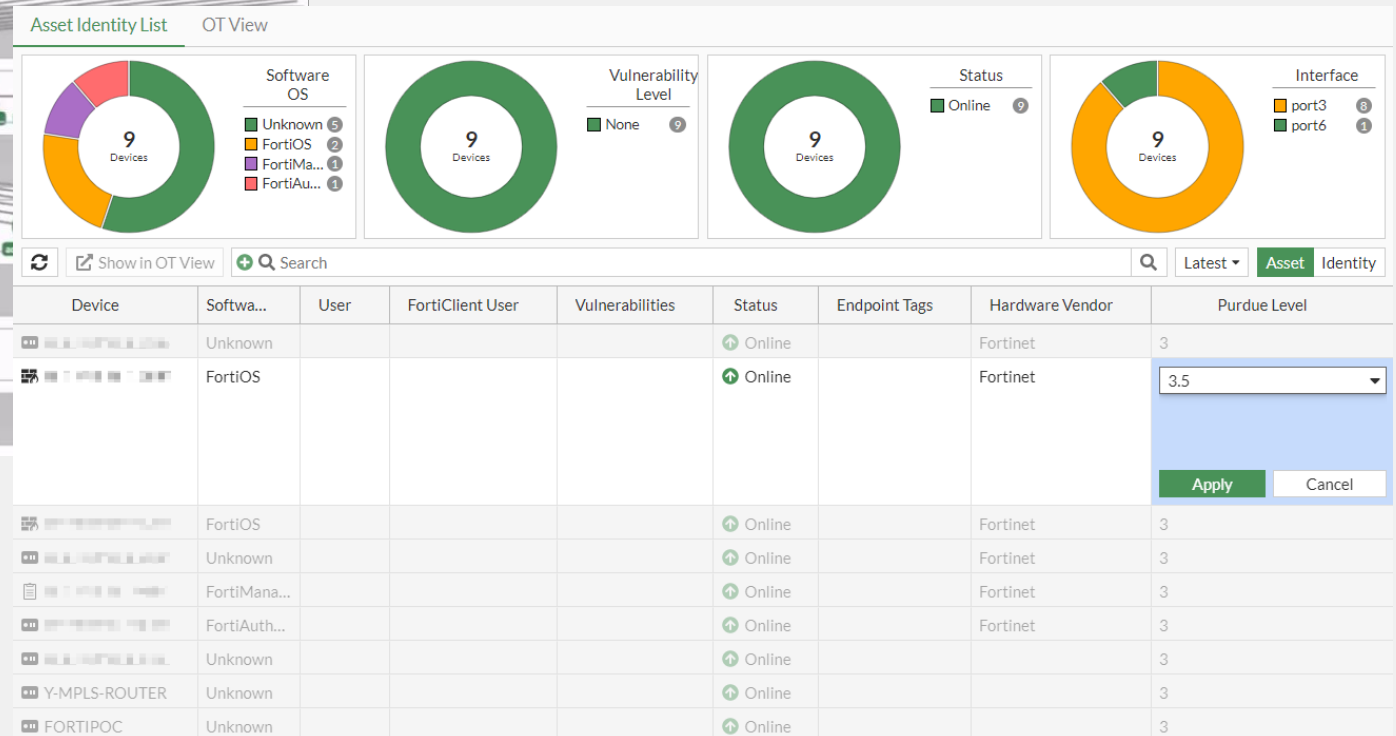 Asset Identity List OT View
Software OS
Unknown 5
FortiOS 2
FortiMa... 1
FortiAu... 1
9
Devices
Vulnerability Level
None 9
9
Devices
Status
Online 9
9
Devices
Interface
port3 8
port6 1
9
Devices
Show in OT View Search Latest Asset Identity
Device Softwa... User FortiClient User Vulnerabilities Status Endpoint Tags Hardware Vendor Purdue Level
Unknown Online Fortinet 3
FortiOS Online Fortinet 3.5
Apply Cancel
FortiOS Online Fortinet 3
Unknown Online Fortinet 3
FortiMana... Online Fortinet 3
FortiAuth... Online Fortinet 3
Unknown Online 3
Y-MPLS-ROUTER Unknown Online 3
FORTIPOC Unknown Online 3